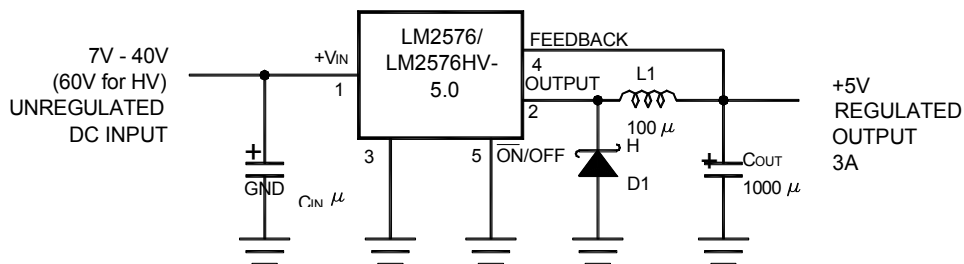 7V - 40V
(60V for HV)
UNREGULATED
DC INPUT
+VIN
1
LM2576/
LM2576HV-
5.0
FEEDBACK
4
OUTPUT
2
L1
100 μ
H
+5V
REGULATED
OUTPUT
3A
3
5
ON/OFF
D1
+
GND
CIN μ
+
COUT
1000 μ